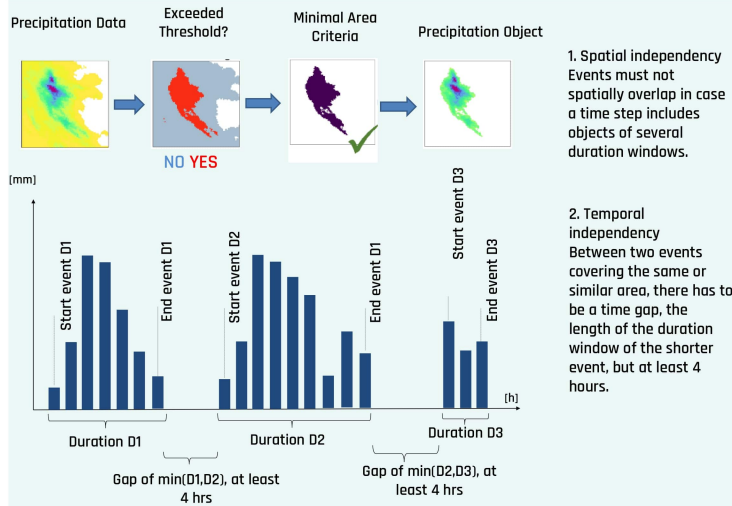 Precipitation Data
Exceeded
Threshold?
Minimal Area
Criteria
Precipitation Object
NO YES
1. Spatial independency
Events must not
spatially overlap in case
a time step includes
objects of several
duration windows.
2. Temporal
independency
Between two events
covering the same or
similar area, there has to
be a time gap, the
length of the duration
window of the shorter
event, but at least 4
hours.
[mm]
Start event D1
End event D1
Start event D2
End event D1
Start event D3
End event D3
[h]
Duration D1
Duration D2
Duration D3
Gap of min(D1,D2), at least
4 hrs
Gap of min(D2,D3), at
least 4 hrs